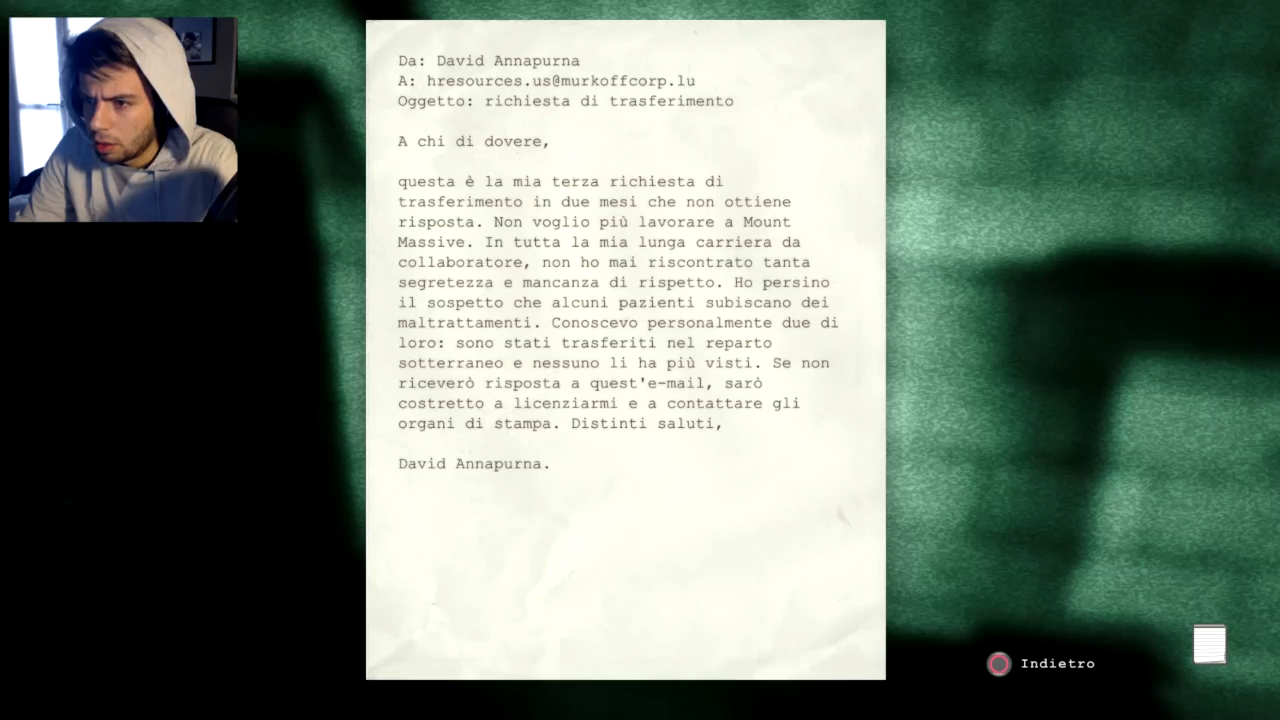 Da: David Annapurna
A: hresources.us@murkoffcorp.lu
Oggetto: richiesta di trasferimento
A chi di dovere,
questa è la mia terza richiesta di
trasferimento in due mesi che non ottiene
risposta. Non voglio più lavorare a Mount
Massive. In tutta la mia lunga carriera da
collaboratore, non ho mai riscontrato tanta
segretezza e mancanza di rispetto. Ho persino
il sospetto che alcuni pazienti subiscano dei
maltrattamenti. Conoscevo personalmente due di
loro: sono stati trasferiti nel reparto
sotterraneo e nessuno li ha più visti. Se non
riceverò risposta a quest'e-mail, sarò
costretto a licenziarmi e a contattare gli
organi di stampa. Distinti saluti,
David Annapurna.
Indietro